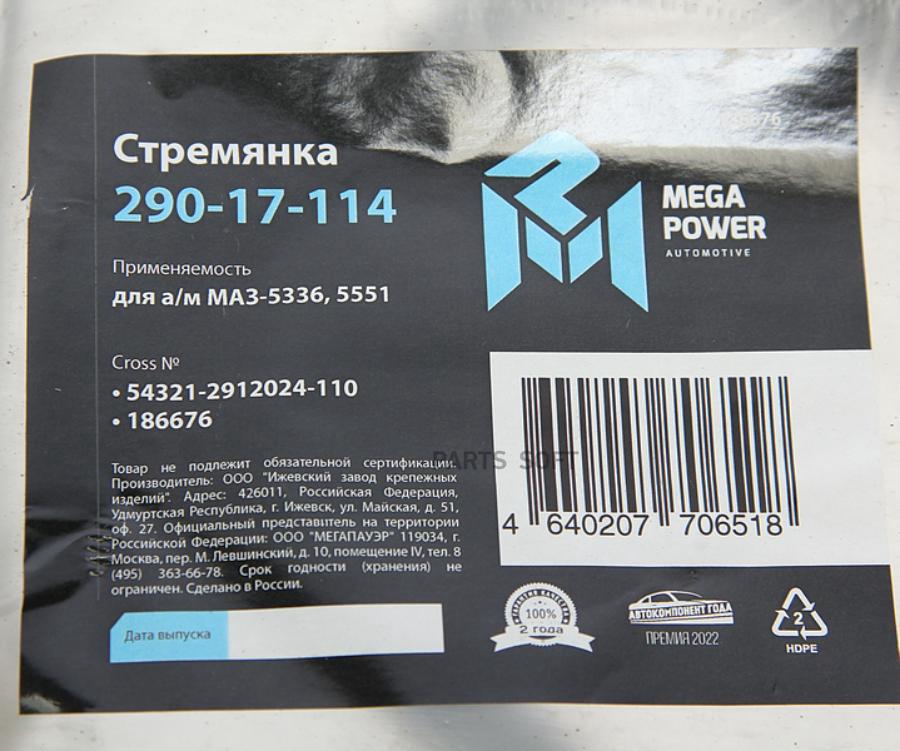 Стремянка
290-17-114
MEGA
POWER
AUTOMOTIVE
Применяемость
для а/м МАЗ-5336, 5551
Cross №
• 54321-2912024-110
• 186676
Товар не подлежит обязательной сертификации.
Производитель: ООО "Ижевский завод крепежных
изделий". Адрес: 426011, Российская Федерация,
Удмуртская Республика, г. Ижевск, ул. Майская, д. 51,
оф. 27. Официальный представитель на территории
Российской Федерации: ООО "МЕГАПАУЭР" 119034, г.
Москва, пер. М. Левшинский, д. 10, помещение IV, тел. 8
(495) 363-66-78. Срок годности (хранения) не
ограничен. Сделано в России.
Дата выпуска
PARTS SOFT
4 640207 706518
ГАРАНТИЯ КАЧЕСТВА
100%
2 года
АВТОКОМПОНЕНТ ГОДА
ПРЕМИЯ 2022
2
HDPE